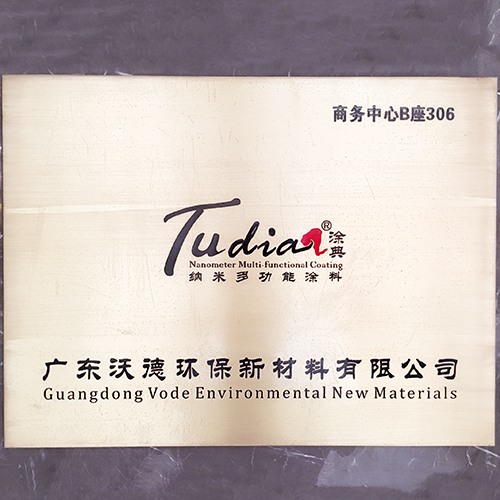 商务中心B座306
Tudian® 涂典
Nanometer Multi-functional Coating
纳米多功能涂料
广东沃德环保新材料有限公司
Guangdong Vode Environmental New Materials